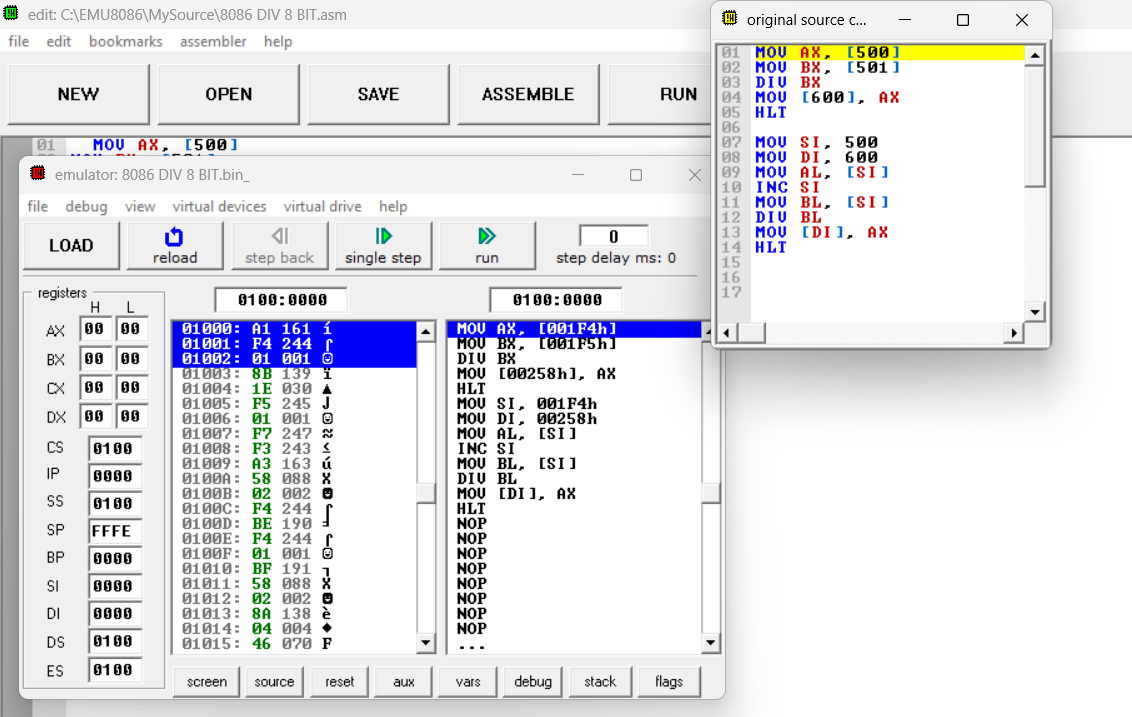 edit: C:\EMU8086\MySource\8086 DIV 8 BIT.asm
file edit bookmarks assembler help
NEW OPEN SAVE ASSEMBLE RUN
01 MOV AX, [500]
original source c...
01 MOV AX, [500]
02 MOV BX, [501]
03 DIV BX
04 MOV [600], AX
05 HLT
06
07 MOV SI, 500
08 MOV DI, 600
09 MOV AL, [SI]
10 INC SI
11 MOV BL, [SI]
12 DIV BL
13 MOV [DI], AX
14 HLT
15
16
17
emulator: 8086 DIV 8 BIT.bin_
file debug view virtual devices virtual drive help
LOAD reload step back single step run 0
step delay ms: 0
registers
H L
AX 00 00
BX 00 00
CX 00 00
DX 00 00
CS 0100
IP 0000
SS 0100
SP FFFE
BP 0000
SI 0000
DI 0000
DS 0100
ES 0100
0100:0000
01000: A1 161 í
01001: F4 244 ⌠
01002: 01 001 ☺
01003: 8B 139 ï
01004: 1E 030 ▲
01005: F5 245 ⌡
01006: 01 001 ☺
01007: F7 247 ≈
01008: F3 243 ≤
01009: A3 163 ú
0100A: 58 088 X
0100B: 02 002 ☻
0100C: F4 244 ⌠
0100D: BE 190 ╛
0100E: F4 244 ⌠
0100F: 01 001 ☺
01010: BF 191 ┐
01011: 58 088 X
01012: 02 002 ☻
01013: 8A 138 è
01014: 04 004 ♦
01015: 46 070 F
0100:0000
MOV AX, [001F4h]
MOV BX, [001F5h]
DIV BX
MOV [00258h], AX
HLT
MOV SI, 001F4h
MOV DI, 00258h
MOV AL, [SI]
INC SI
MOV BL, [SI]
DIV BL
MOV [DI], AX
HLT
NOP
NOP
NOP
NOP
NOP
NOP
NOP
NOP
...
screen source reset aux vars debug stack flags